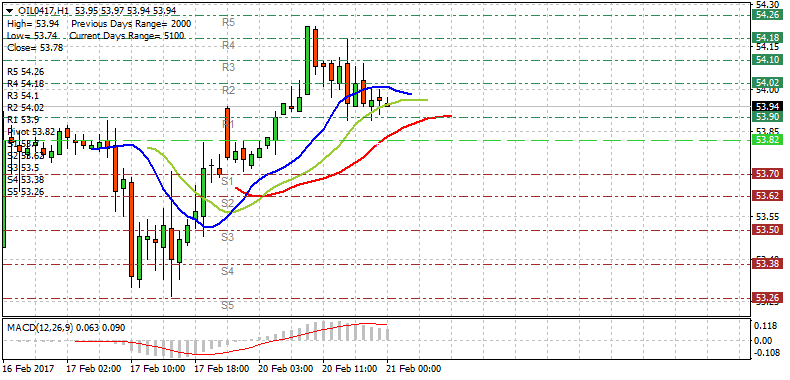 OIL0417,H1 53.95 53.97 53.94 53.94
High= 53.94 Previous Days Range= 2000
Low= 53.74 Current Days Range= 5100
Close= 53.78
R5 54.26
R4 54.18
R3 54.1
R2 54.02
R1 53.9
Pivot 53.82
S2 53.62
S3 53.5
S4 53.38
S5 53.26
R5
R4
R3
R2
R1
S1
S2
S3
S4
S5
54.30
54.26
54.18
54.15
54.10
54.02
54.00
53.94
53.90
53.85
53.82
53.70
53.62
53.55
53.50
53.38
53.26
MACD(12,26,9) 0.063 0.090
0.118
0.00
-0.108
16 Feb 2017
17 Feb 02:00
17 Feb 10:00
17 Feb 18:00
20 Feb 03:00
20 Feb 11:00
21 Feb 00:00